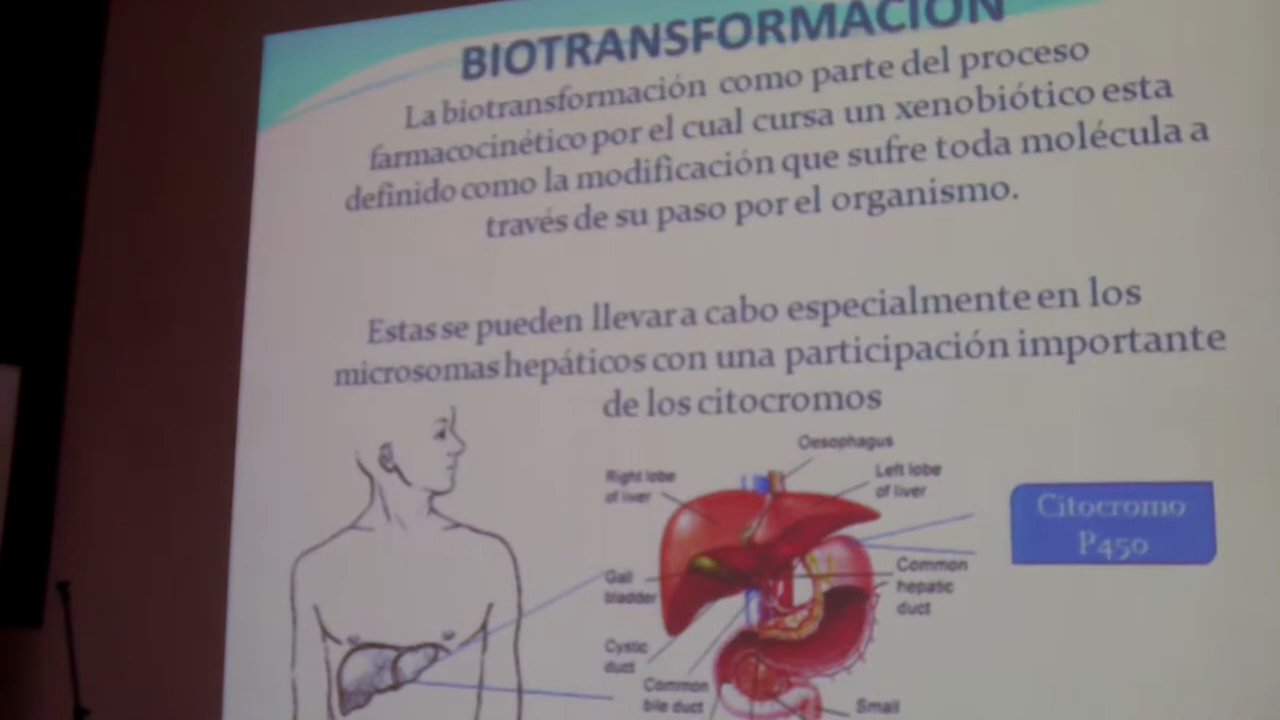 BIOTRANSFORMACIÓN
La biotransformación como parte del proceso
farmacocinético por el cual cursa un xenobiótico esta
definido como la modificación que sufre toda molécula a
través de su paso por el organismo.
Estas se pueden llevar a cabo especialmente en los
microsomas hepáticos con una participación importante
de los citocromos
Oesophagus
Right lobe
of liver
Left lobe
of liver
Citocromo
P450
Gall
bladder
Common
hepatic
duct
Cystic
duct
Common
bile duct
Small